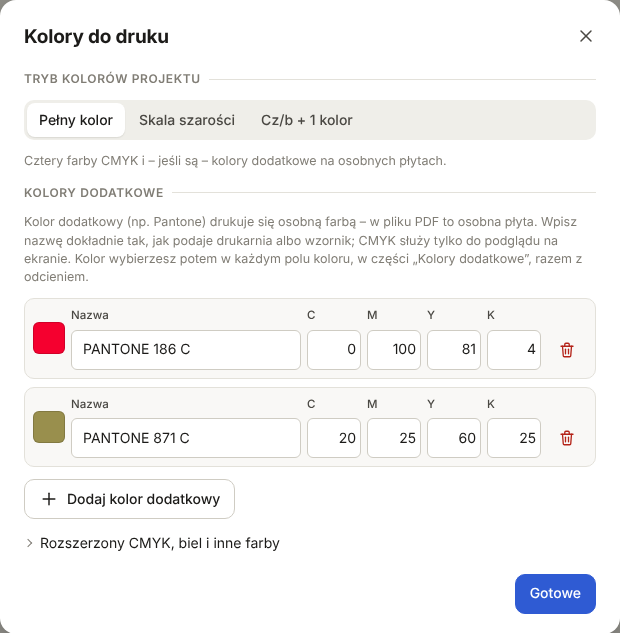 Kolory do druku
TRYB KOLORÓW PROJEKTU
Pełny kolor Skala szarości Cz/b + 1 kolor
Cztery farby CMYK i – jeśli są – kolory dodatkowe na osobnych płytach.
KOLORY DODATKOWE
Kolor dodatkowy (np. Pantone) drukuje się osobną farbą – w pliku PDF to osobna płyta. Wpisz
nazwę dokładnie tak, jak podaje drukarnia albo wzornik; CMYK służy tylko do podglądu na
ekranie. Kolor wybierzesz potem w każdym polu koloru, w części „Kolory dodatkowe”, razem z
odcieniem.
Nazwa C M Y K
PANTONE 186 C 0 100 81 4
Nazwa C M Y K
PANTONE 871 C 20 25 60 25
Dodaj kolor dodatkowy
Rozszerzony CMYK, biel i inne farby
Gotowe